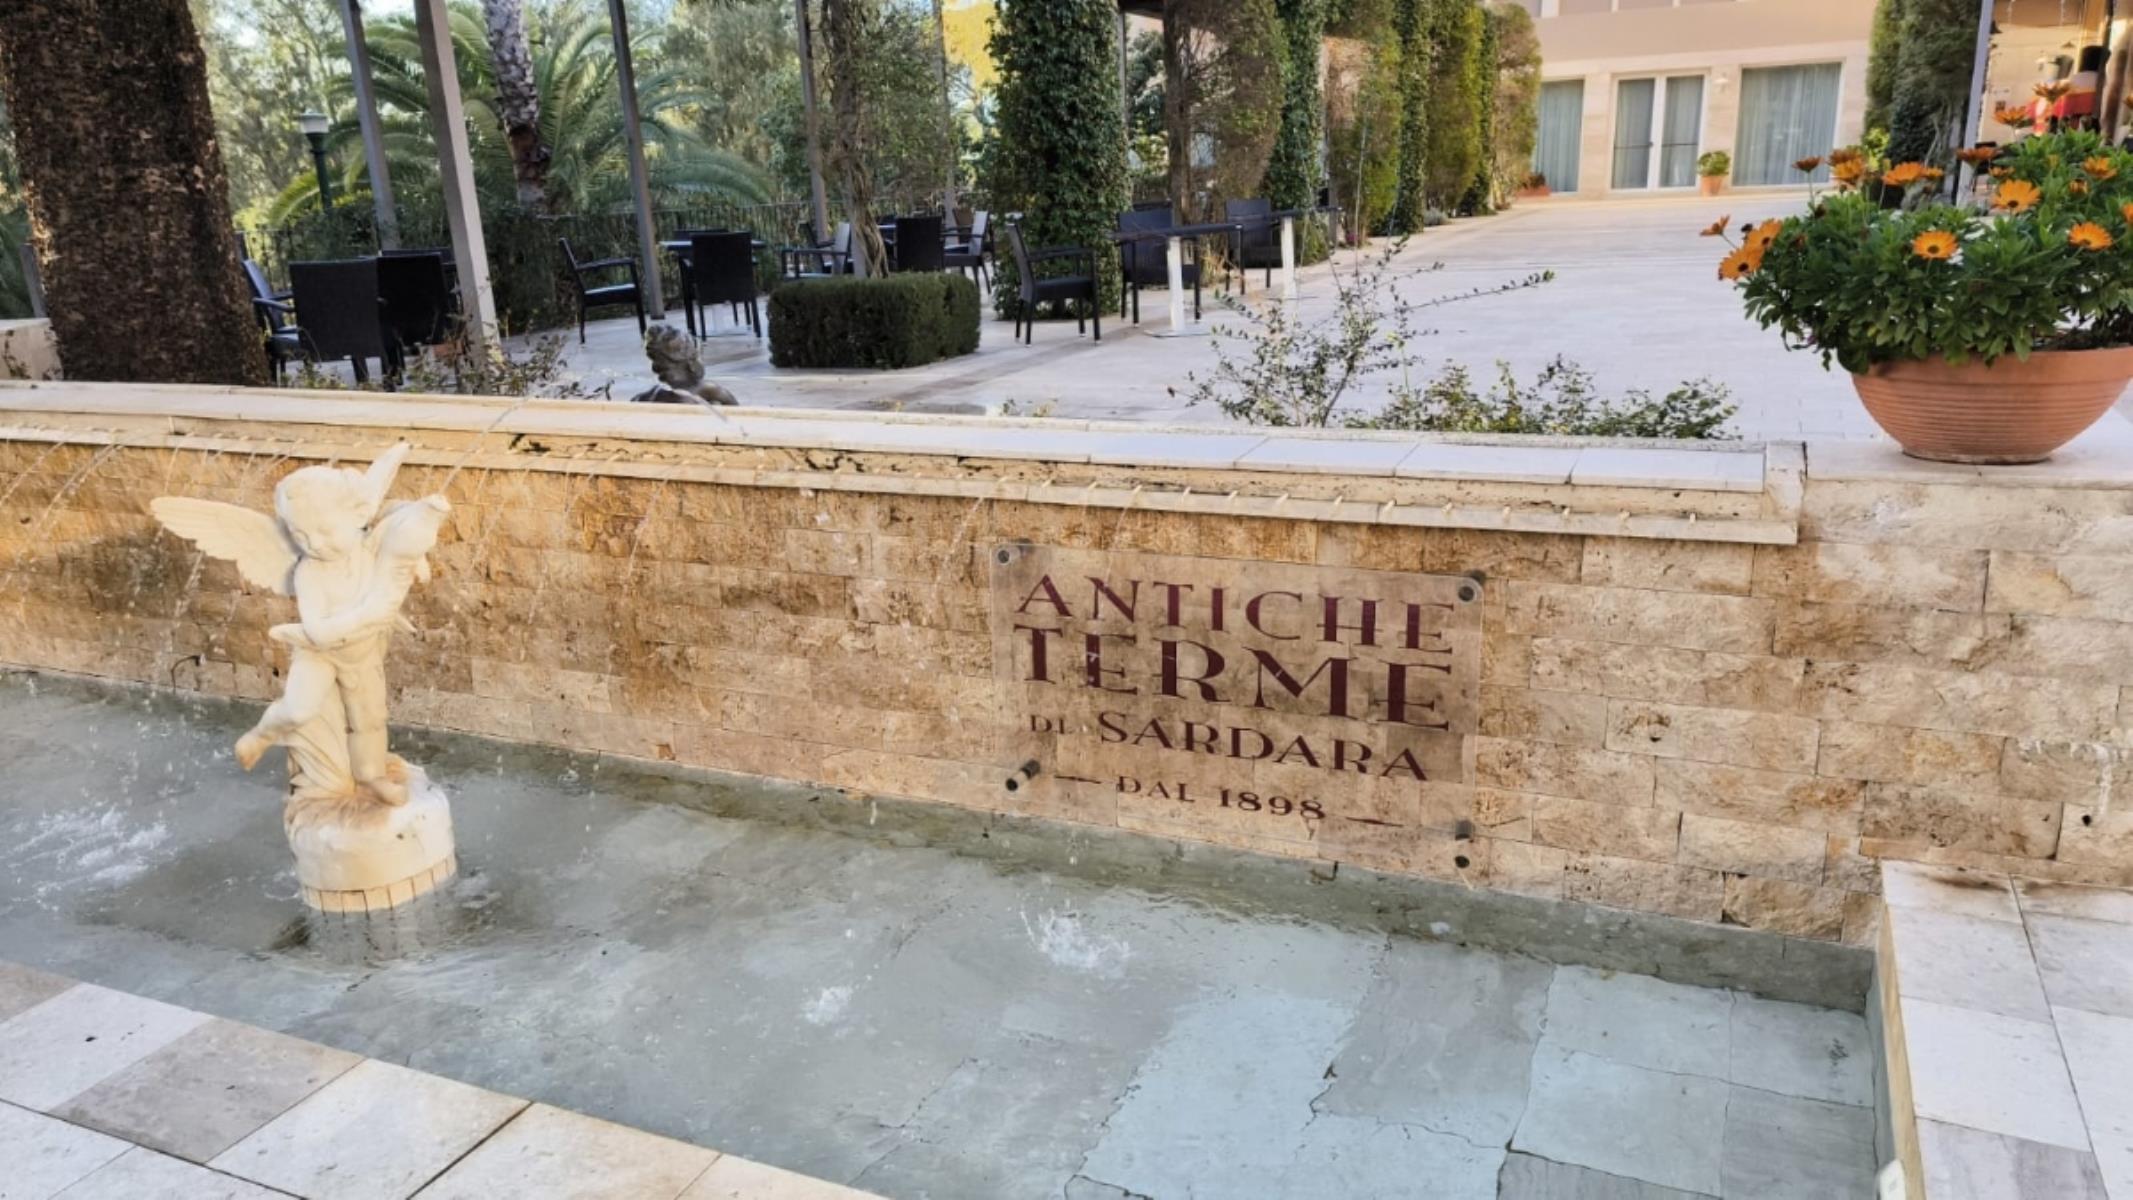 ANTICHE
TERME
DI SARDARA
DAL 1898